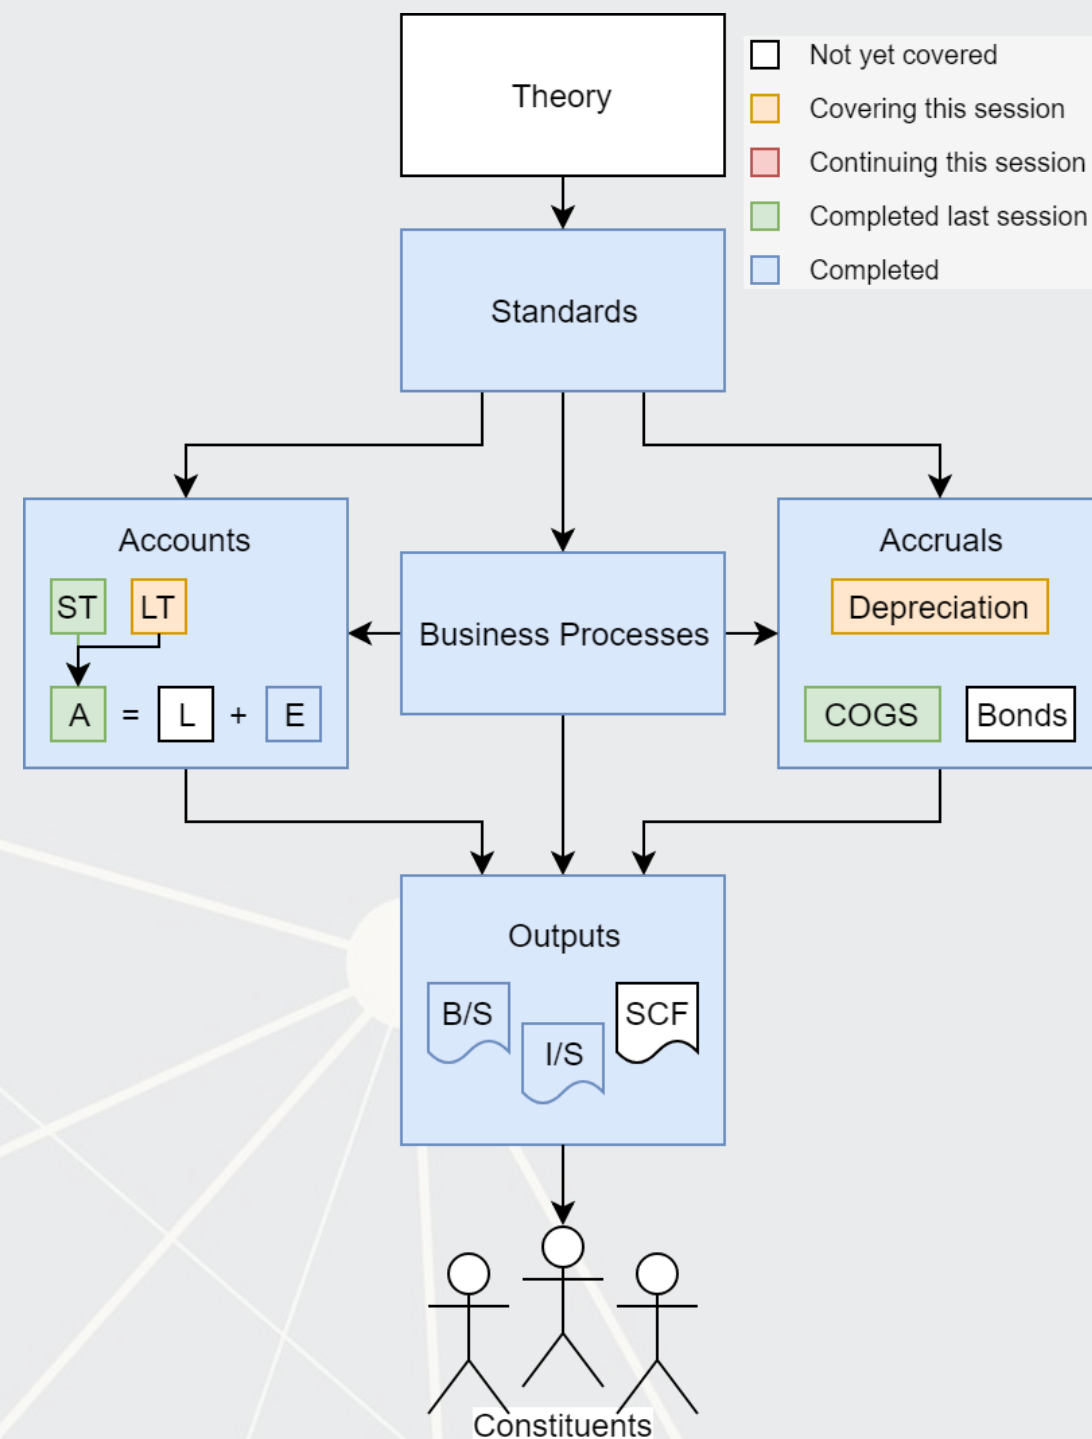 Theory
Not yet covered
Covering this session
Continuing this session
Completed last session
Completed
Standards
Accounts
ST LT
A = L + E
Business Processes
Accruals
Depreciation
COGS Bonds
Outputs
B/S
I/S
SCF
Constituents